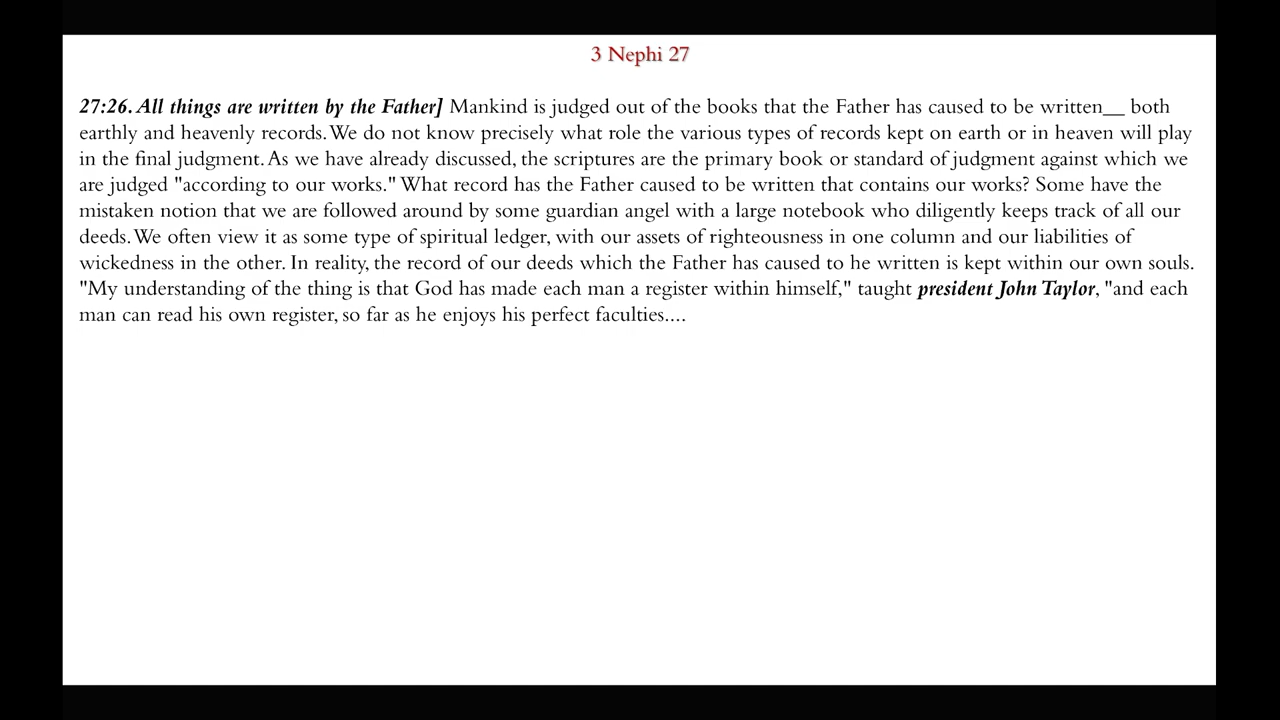 3 Nephi 27
27:26. All things are written by the Father] Mankind is judged out of the books that the Father has caused to be written__ both
earthly and heavenly records. We do not know precisely what role the various types of records kept on earth or in heaven will play
in the final judgment. As we have already discussed, the scriptures are the primary book or standard of judgment against which we
are judged "according to our works." What record has the Father caused to be written that contains our works? Some have the
mistaken notion that we are followed around by some guardian angel with a large notebook who diligently keeps track of all our
deeds. We often view it as some type of spiritual ledger, with our assets of righteousness in one column and our liabilities of
wickedness in the other. In reality, the record of our deeds which the Father has caused to he written is kept within our own souls.
"My understanding of the thing is that God has made each man a register within himself," taught president John Taylor, "and each
man can read his own register, so far as he enjoys his perfect faculties....